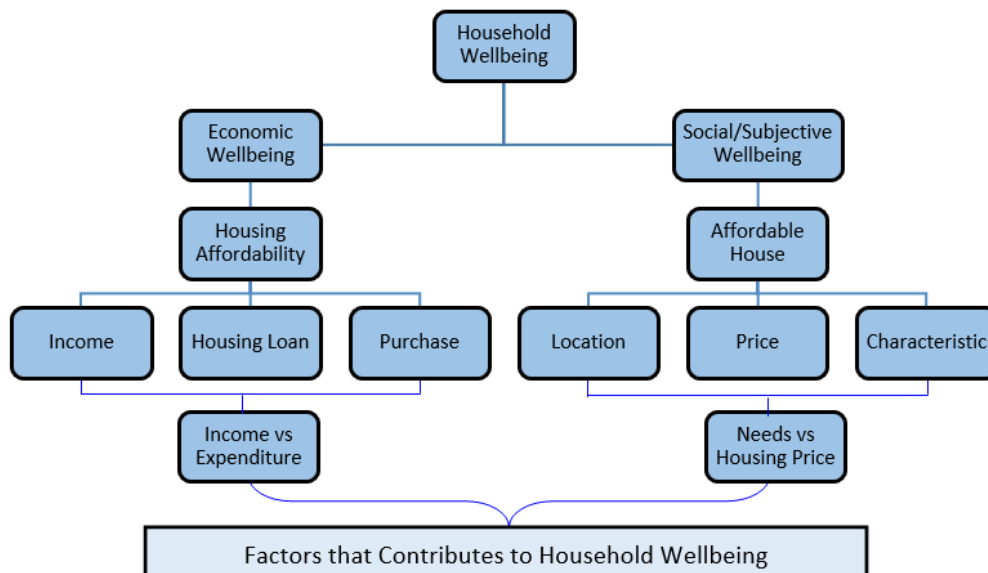 Household
Wellbeing
Economic
Wellbeing
Social/Subjective
Wellbeing
Housing
Affordability
Affordable
House
Income
Housing Loan
Purchase
Location
Price
Characteristic
Income vs
Expenditure
Needs vs
Housing Price
Factors that Contributes to Household Wellbeing